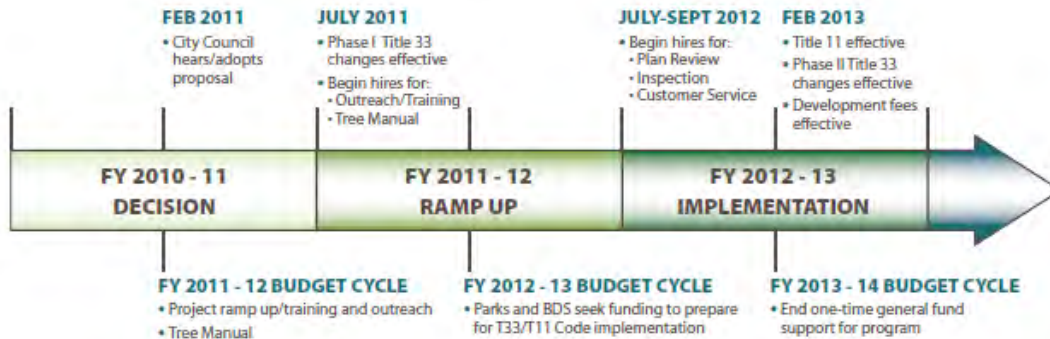 FEB 2011
• City Council
hears/adopts
proposal
JULY 2011
• Phase I Title 33
changes effective
• Begin hires for:
• Outreach/Training
• Tree Manual
JULY-SEPT 2012
• Begin hires for:
• Plan Review
• Inspection
• Customer Service
FEB 2013
• Title 11 effective
• Phase II Title 33
changes effective
• Development fees
effective
FY 2010 - 11
DECISION
FY 2011 - 12
RAMP UP
FY 2012 - 13
IMPLEMENTATION
FY 2011 - 12 BUDGET CYCLE
• Project ramp up/training and outreach
• Tree Manual
FY 2012 - 13 BUDGET CYCLE
• Parks and BDS seek funding to prepare
for T33/T11 Code implementation
FY 2013 - 14 BUDGET CYCLE
• End one-time general fund
support for program